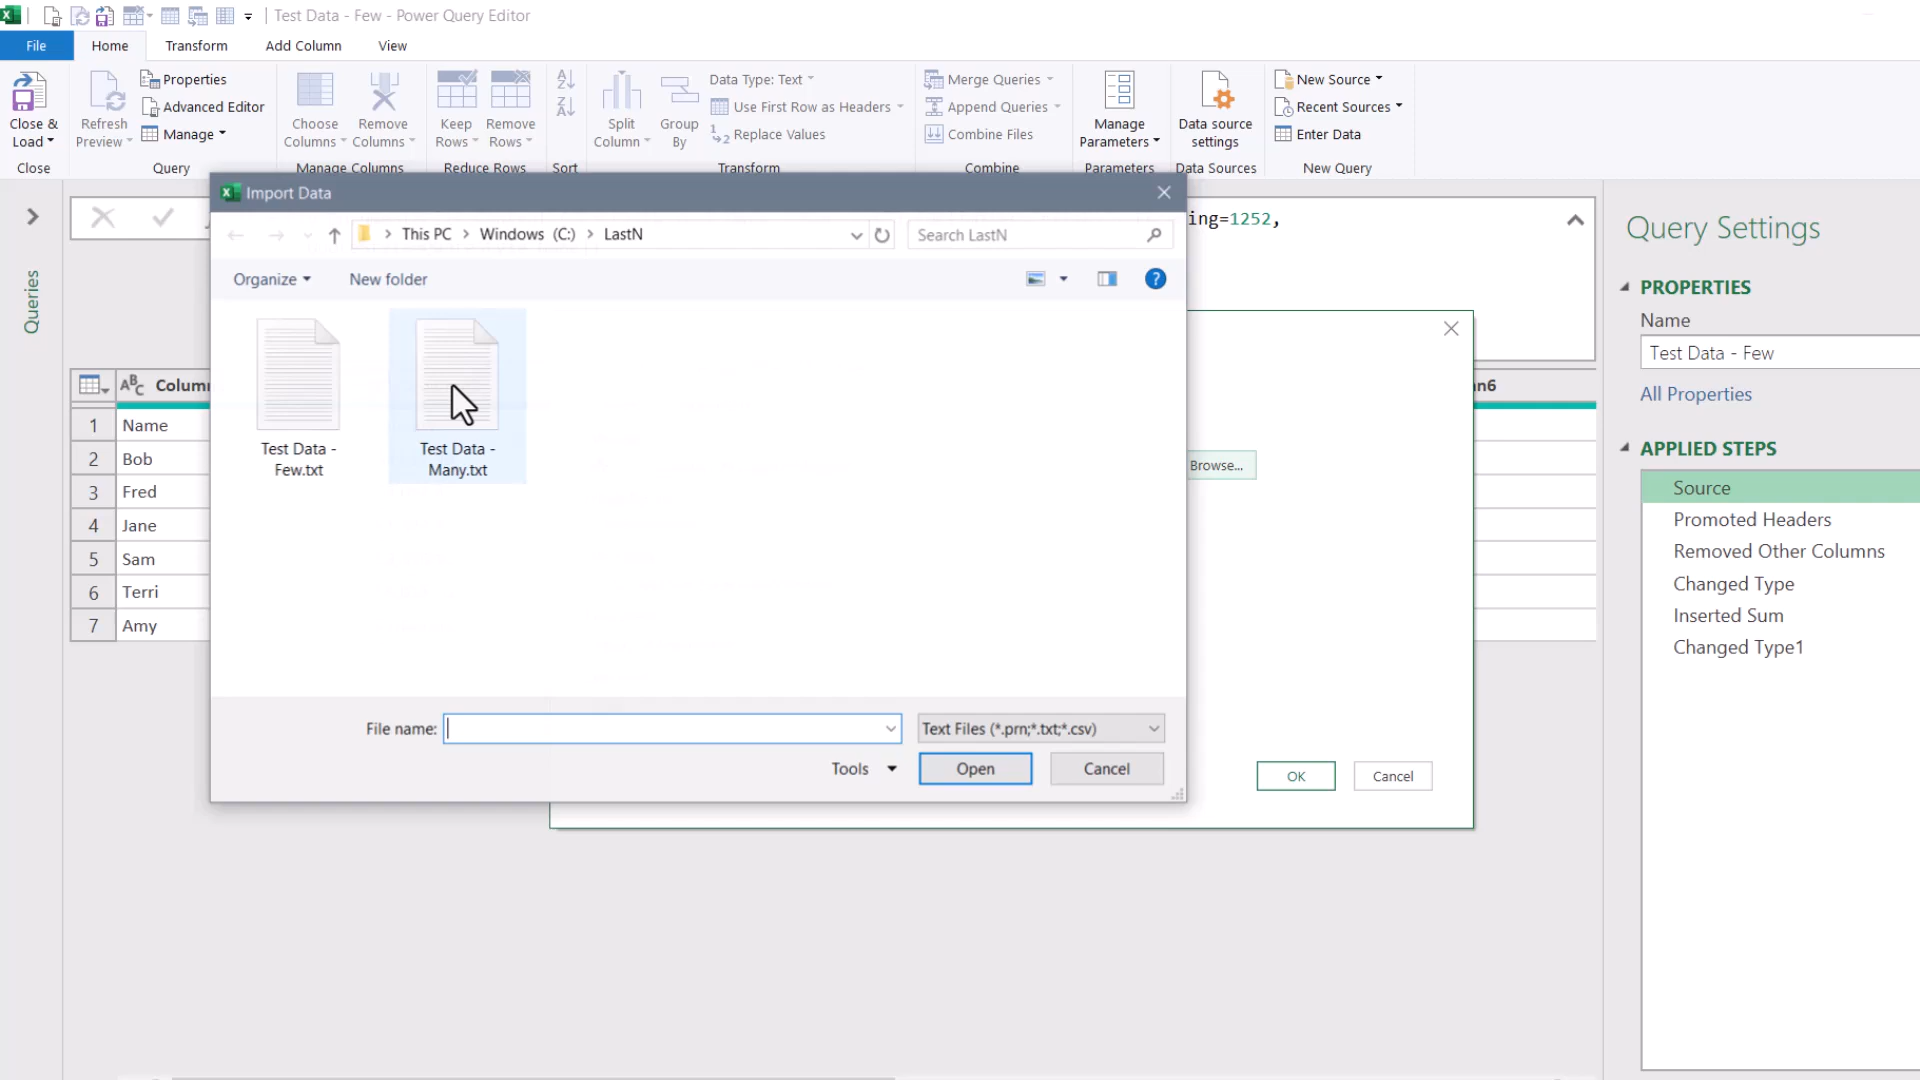 Test Data - Few - Power Query Editor
File
Home
Transform
Add Column
View
Close &
Load
Close
Refresh
Preview
Properties
Advanced Editor
Manage
Query
Choose
Columns
Remove
Columns
Manage Columns
Keep
Rows
Remove
Rows
Reduce Rows
Sort
Split
Column
Group
By
Data Type: Text
Use First Row as Headers
Replace Values
Transform
Merge Queries
Append Queries
Combine Files
Combine
Manage
Parameters
Parameters
Data source
settings
Data Sources
New Source
Recent Sources
Enter Data
New Query
Import Data
This PC > Windows (C:) > LastN
Search LastN
Organize
New folder
Test Data -
Few.txt
Test Data -
Many.txt
File name:
Text Files (*.prn;*.txt;*.csv)
Tools
Open
Cancel
ing=1252,
Browse...
OK
Cancel
Queries
ABC Colum
n6
1 Name
2 Bob
3 Fred
4 Jane
5 Sam
6 Terri
7 Amy
Query Settings
PROPERTIES
Name
Test Data - Few
All Properties
APPLIED STEPS
Source
Promoted Headers
Removed Other Columns
Changed Type
Inserted Sum
Changed Type1